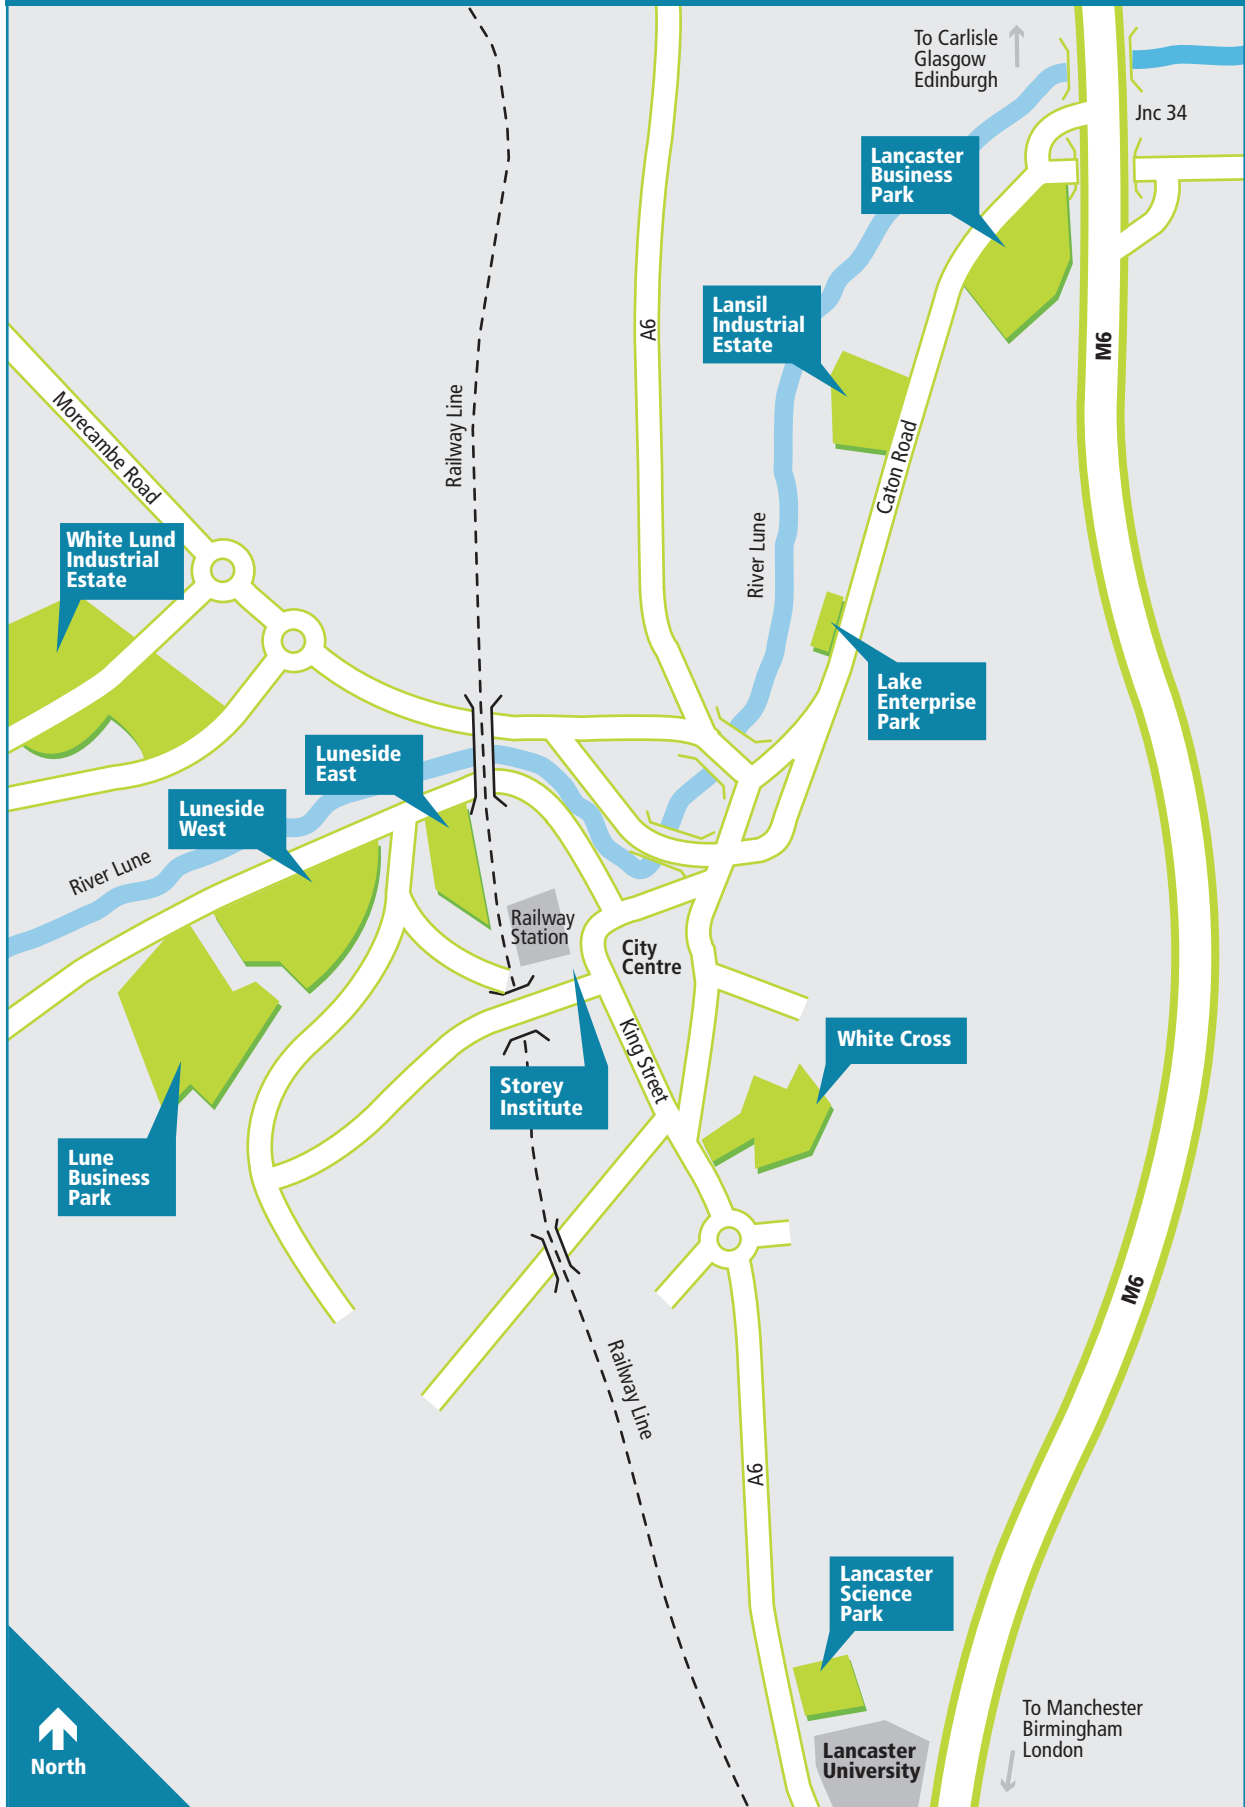 To Carlisle
Glasgow
Edinburgh
Jnc 34
Lancaster
Business
Park
Lansil
Industrial
Estate
A6
M6
Railway Line
Morecambe Road
Caton Road
River Lune
White Lund
Industrial
Estate
Lake
Enterprise
Park
Luneside
East
Luneside
West
River Lune
Railway
Station
City
Centre
King Street
White Cross
Storey
Institute
Lune
Business
Park
M6
Railway Line
A6
Lancaster
Science
Park
To Manchester
Birmingham
London
Lancaster
University
North